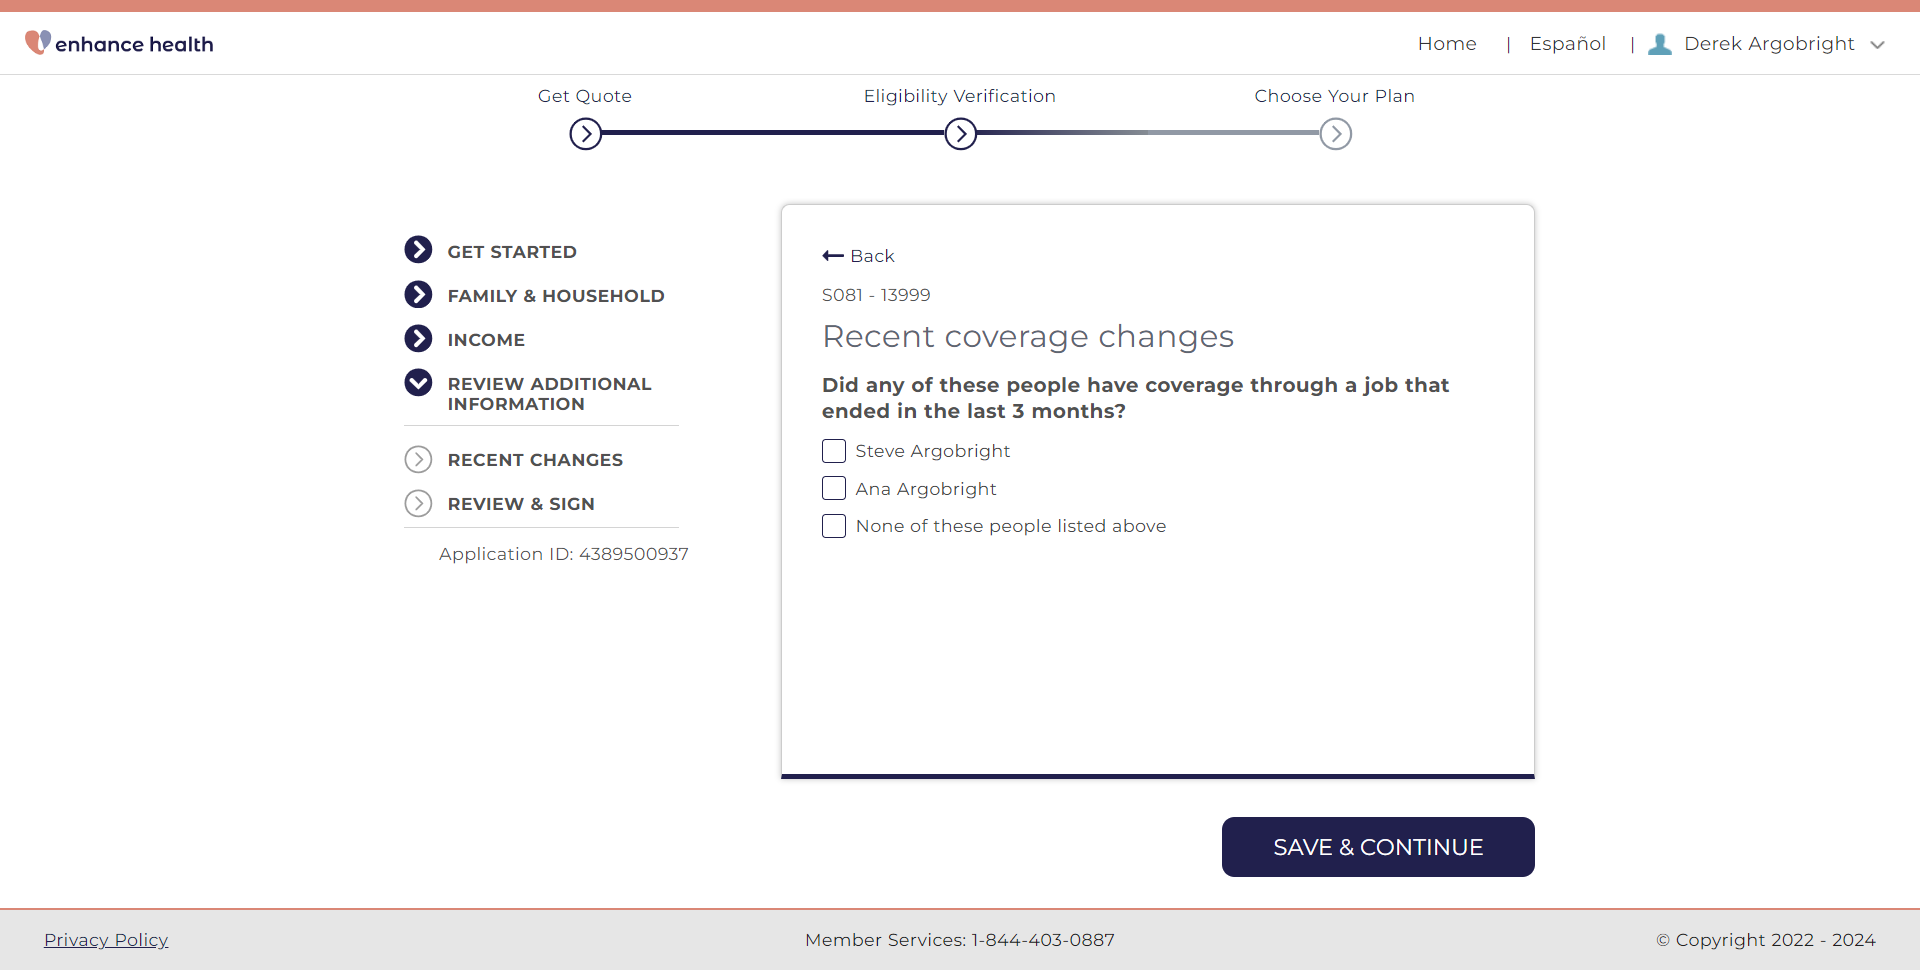 enhance health
Home | Español | Derek Argobright
Get Quote
Eligibility Verification
Choose Your Plan
GET STARTED
FAMILY & HOUSEHOLD
INCOME
REVIEW ADDITIONAL
INFORMATION
RECENT CHANGES
REVIEW & SIGN
Application ID: 4389500937
Back
S081 - 13999
Recent coverage changes
Did any of these people have coverage through a job that
ended in the last 3 months?
Steve Argobright
Ana Argobright
None of these people listed above
SAVE & CONTINUE
Privacy Policy
Member Services: 1-844-403-0887
© Copyright 2022 - 2024